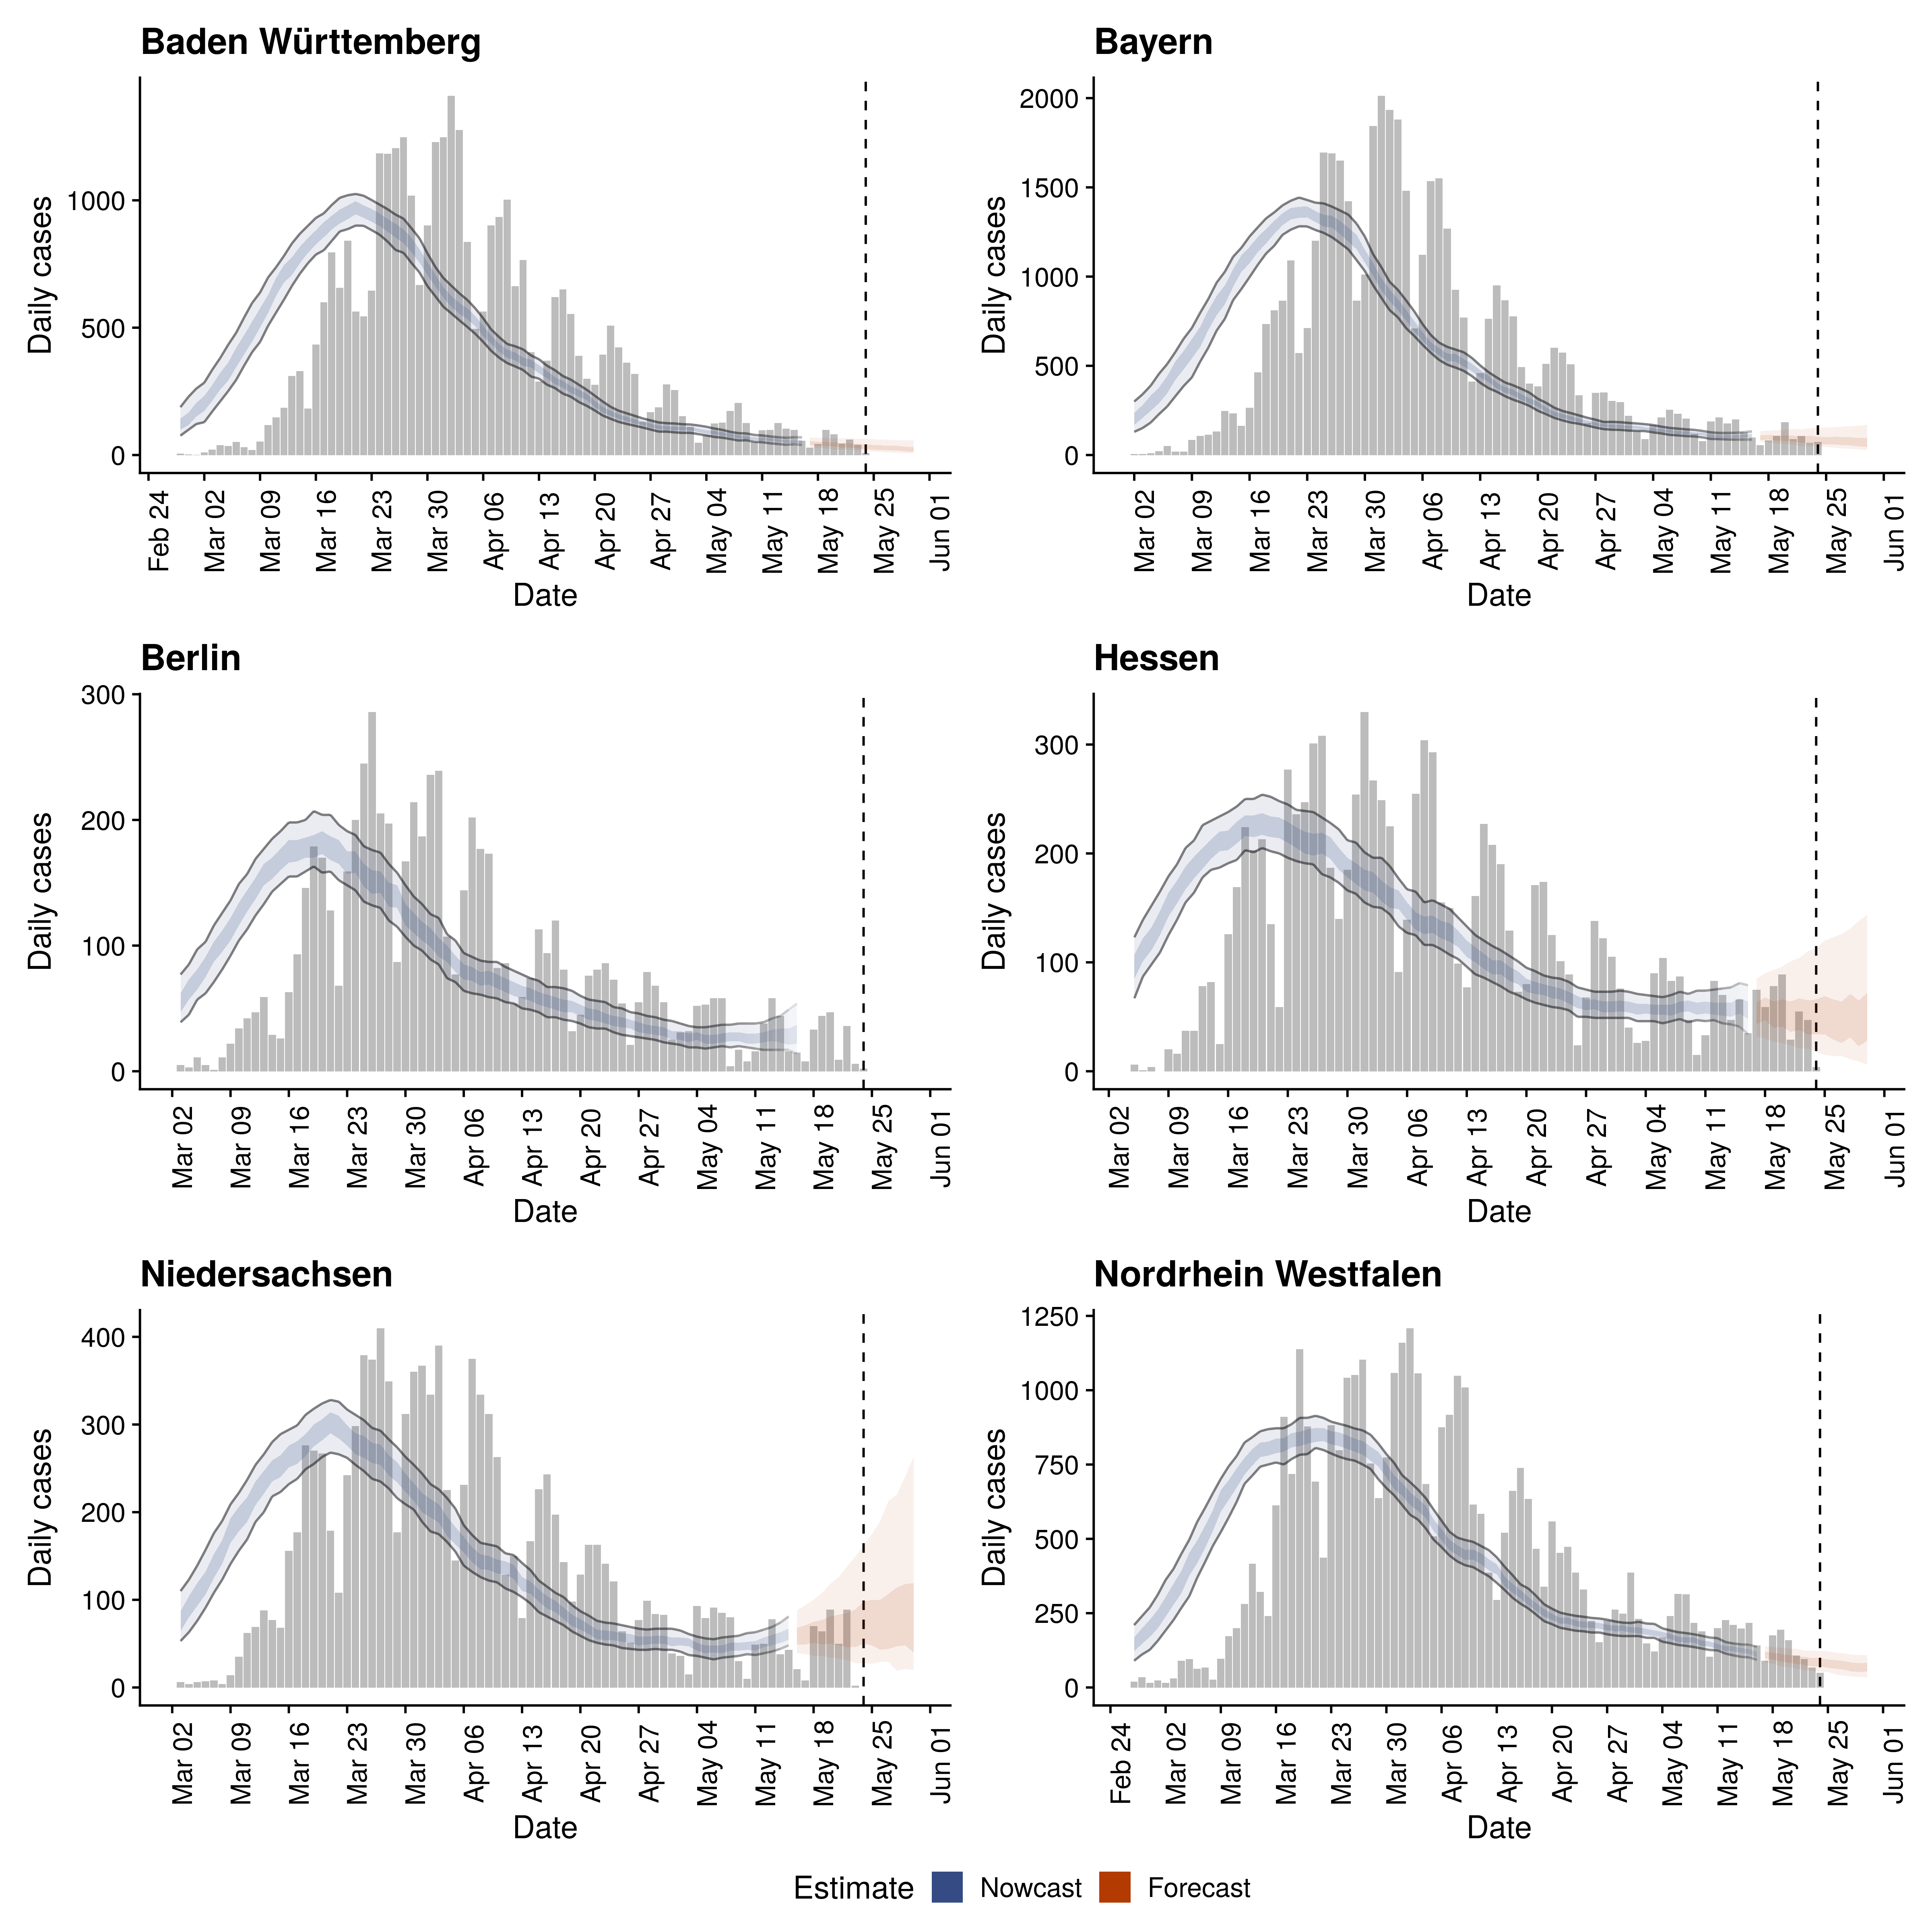 Baden Württemberg
Daily cases
1000
500
0
Feb 24
Mar 02
Mar 09
Mar 16
Mar 23
Mar 30
Apr 06
Apr 13
Apr 20
Apr 27
May 04
May 11
May 18
May 25
Jun 01
Date
Bayern
Daily cases
2000
1500
1000
500
0
Mar 02
Mar 09
Mar 16
Mar 23
Mar 30
Apr 06
Apr 13
Apr 20
Apr 27
May 04
May 11
May 18
May 25
Jun 01
Date
Berlin
Daily cases
300
200
100
0
Mar 02
Mar 09
Mar 16
Mar 23
Mar 30
Apr 06
Apr 13
Apr 20
Apr 27
May 04
May 11
May 18
May 25
Jun 01
Date
Hessen
Daily cases
300
200
100
0
Mar 02
Mar 09
Mar 16
Mar 23
Mar 30
Apr 06
Apr 13
Apr 20
Apr 27
May 04
May 11
May 18
May 25
Jun 01
Date
Niedersachsen
Daily cases
400
300
200
100
0
Mar 02
Mar 09
Mar 16
Mar 23
Mar 30
Apr 06
Apr 13
Apr 20
Apr 27
May 04
May 11
May 18
May 25
Jun 01
Date
Nordrhein Westfalen
Daily cases
1250
1000
750
500
250
0
Feb 24
Mar 02
Mar 09
Mar 16
Mar 23
Mar 30
Apr 06
Apr 13
Apr 20
Apr 27
May 04
May 11
May 18
May 25
Jun 01
Date
Estimate Nowcast Forecast